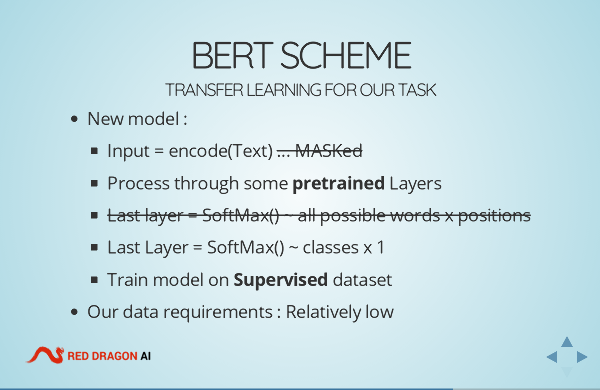 BERT SCHEME
TRANSFER LEARNING FOR OUR TASK
New model :
Input = encode(Text) ... MASKed
Process through some pretrained Layers
Last layer = SoftMax() ~ all possible words x positions
Last Layer = SoftMax() ~ classes x 1
Train model on Supervised dataset
Our data requirements : Relatively low
RED DRAGON AI